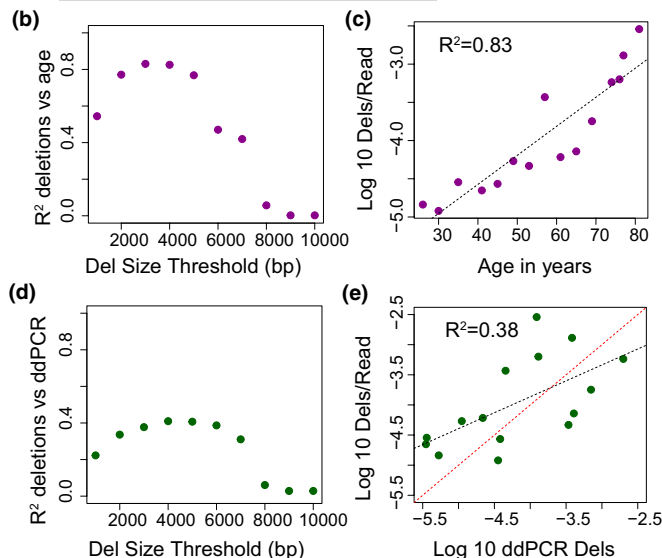 (b)
R² deletions vs age
0.0 0.4 0.8
2000 4000 6000 8000 10000
Del Size Threshold (bp)
(c)
R²=0.83
Log 10 Dels/Read
-5.0 -4.0 -3.0
30 40 50 60 70 80
Age in years
(d)
R² deletions vs ddPCR
0.0 0.4 0.8
2000 4000 6000 8000 10000
Del Size Threshold (bp)
(e)
R²=0.38
Log 10 Dels/Read
-5.5 -4.5 -3.5 -2.5
-5.5 -4.5 -3.5 -2.5
Log 10 ddPCR Dels